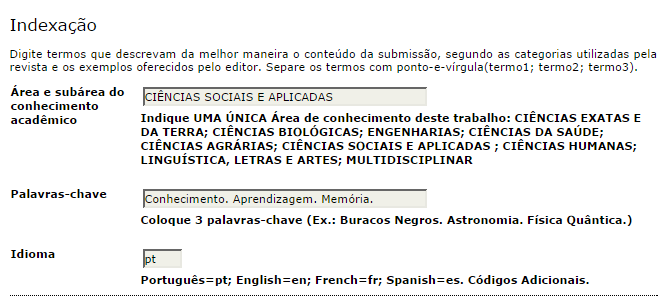 Indexação
Digite termos que descrevam da melhor maneira o conteúdo da submissão, segundo as categorias utilizadas pela
revista e os exemplos oferecidos pelo editor. Separe os termos com ponto-e-vírgula(termo1; termo2; termo3).
Área e subárea do
conhecimento
acadêmico
CIÊNCIAS SOCIAIS E APLICADAS
Indique UMA ÚNICA Área de conhecimento deste trabalho: CIÊNCIAS EXATAS E
DA TERRA; CIÊNCIAS BIOLÓGICAS; ENGENHARIAS; CIÊNCIAS DA SAÚDE;
CIÊNCIAS AGRÁRIAS; CIÊNCIAS SOCIAIS E APLICADAS ; CIÊNCIAS HUMANAS;
LINGUÍSTICA, LETRAS E ARTES; MULTIDISCIPLINAR
Palavras-chave
Conhecimento. Aprendizagem. Memória.
Coloque 3 palavras-chave (Ex.: Buracos Negros. Astronomia. Física Quântica.)
Idioma
pt
Português=pt; English=en; French=fr; Spanish=es. Códigos Adicionais.